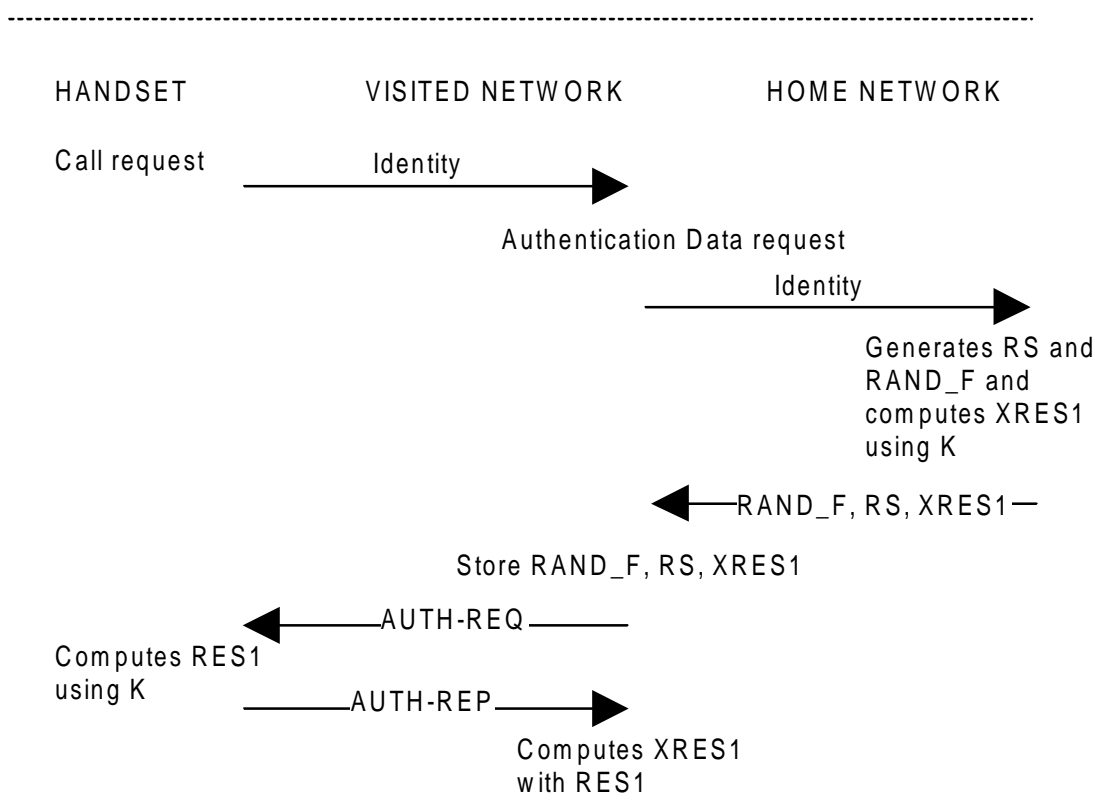 HANDSET VISITED NETWORK HOME NETWORK
Call request Identity
Authentication Data request
Identity
Generates RS and
RAND_F and
computes XRES1
using K
RAND_F, RS, XRES1
Store RAND_F, RS, XRES1
AUTH-REQ
Computes RES1
using K
AUTH-REP
Computes XRES1
with RES1